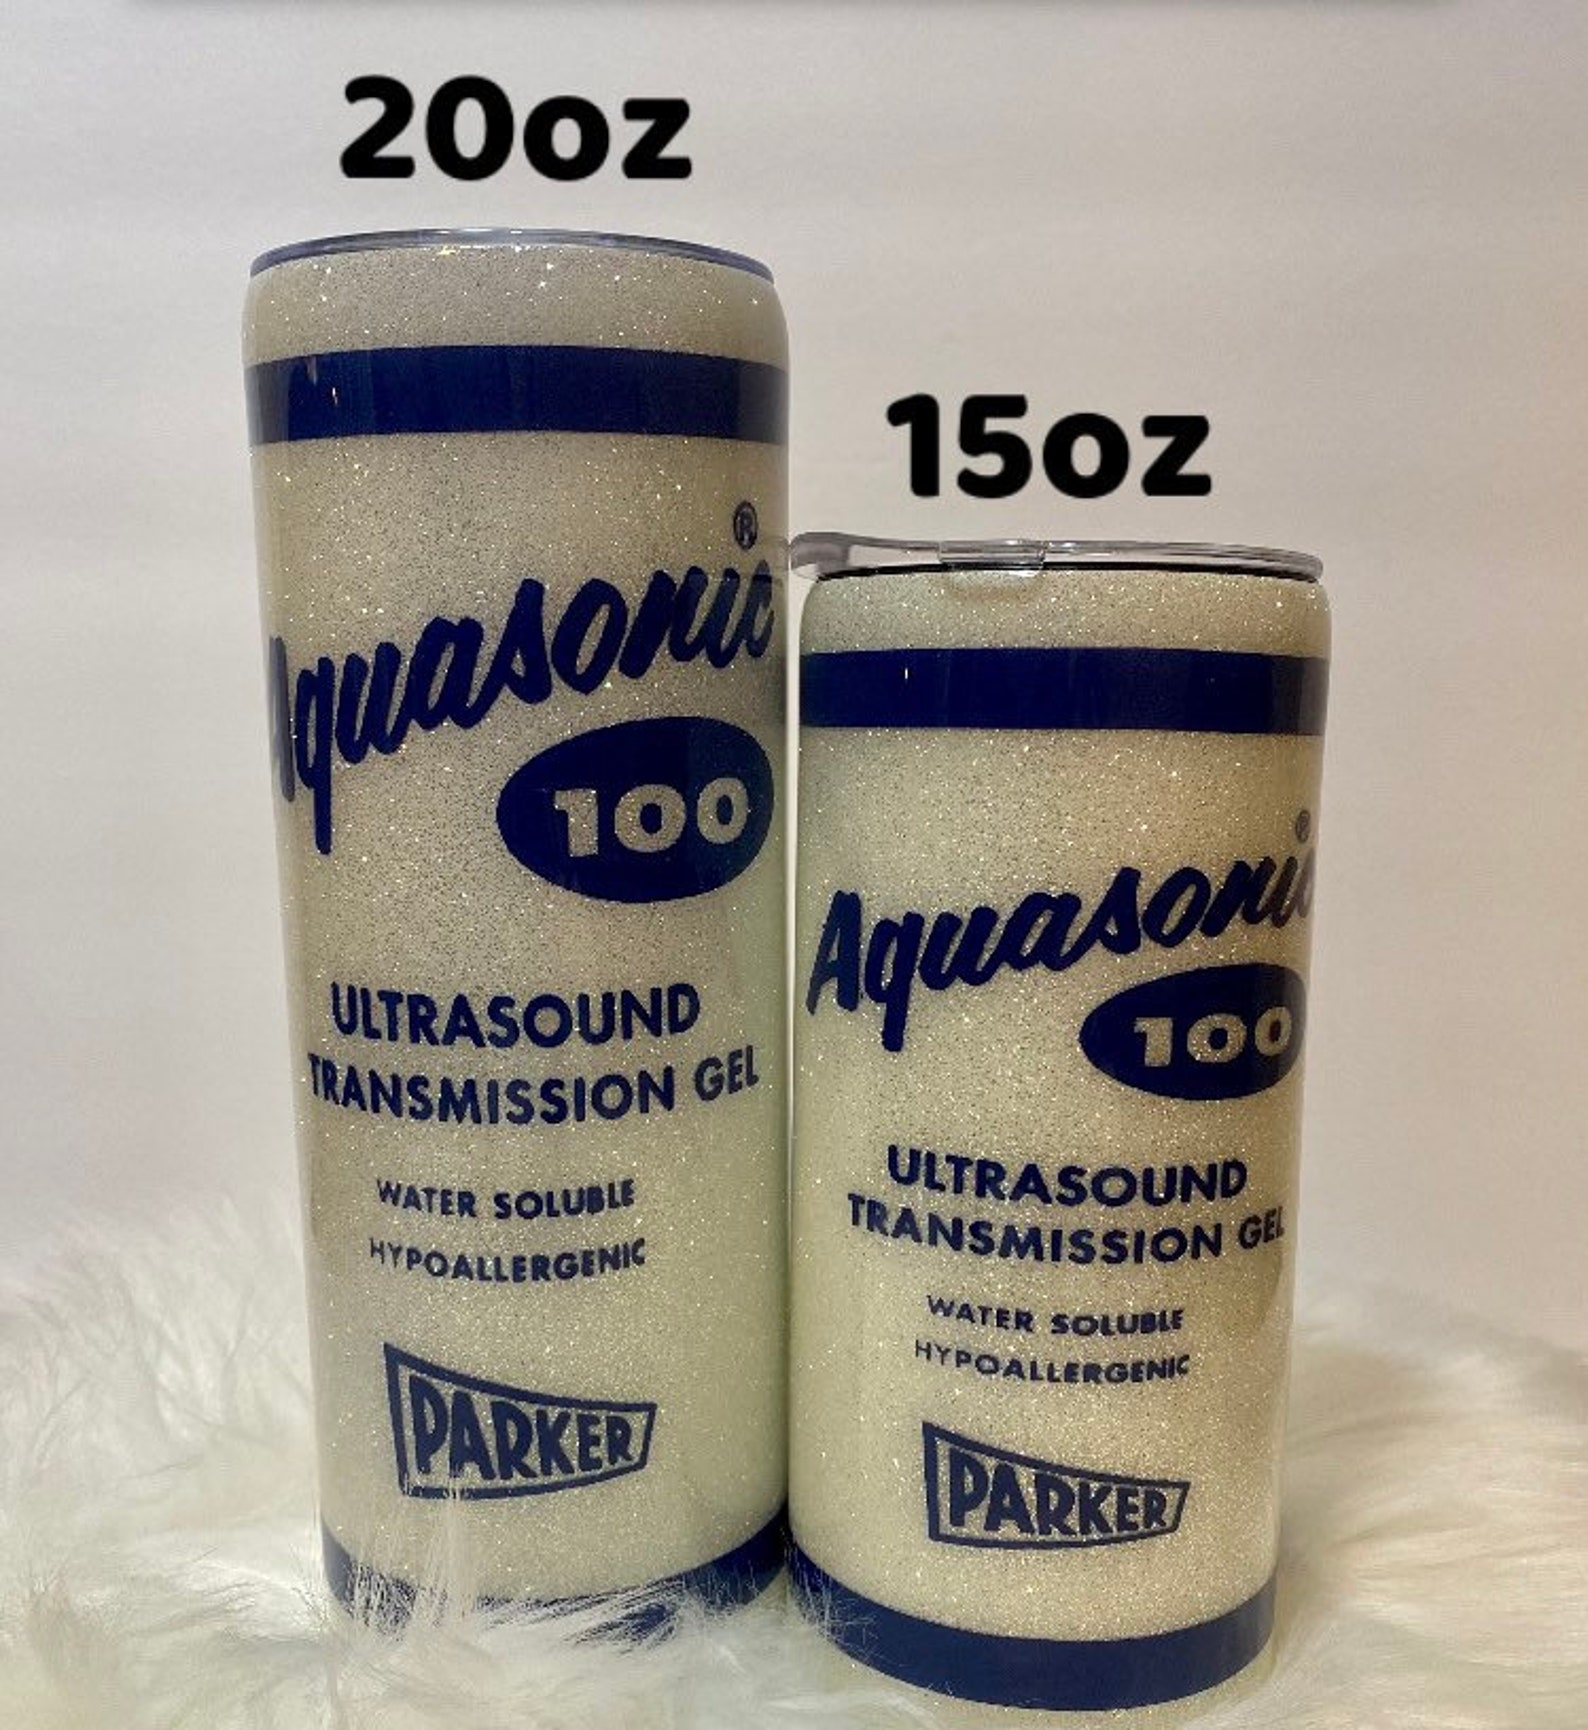 20oz
Aquasonic®
100
ULTRASOUND
TRANSMISSION GEL
WATER SOLUBLE
HYPOALLERGENIC
PARKER
15oz
Aquasonic®
100
ULTRASOUND
TRANSMISSION GEL
WATER SOLUBLE
HYPOALLERGENIC
PARKER